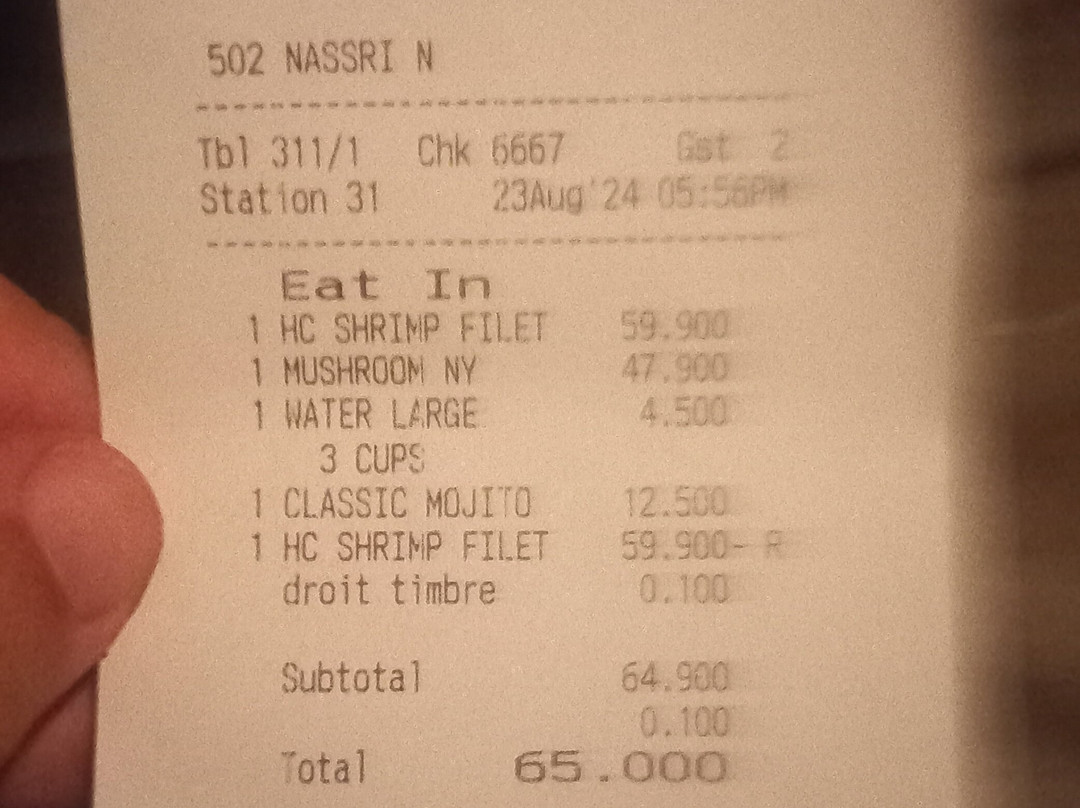 502 NASSRI N
Tbl 311/1 Chk 6667 Gst 2
Station 31 23Aug'24 05:56PM
Eat In
1 HC SHRIMP FILET 59.900
1 MUSHROOM NY 47.900
1 WATER LARGE 4.500
3 CUPS
1 CLASSIC MOJITO 12.500
1 HC SHRIMP FILET 59.900- R
droit timbre 0.100
Subtotal 64.900
0.100
Total 65.000